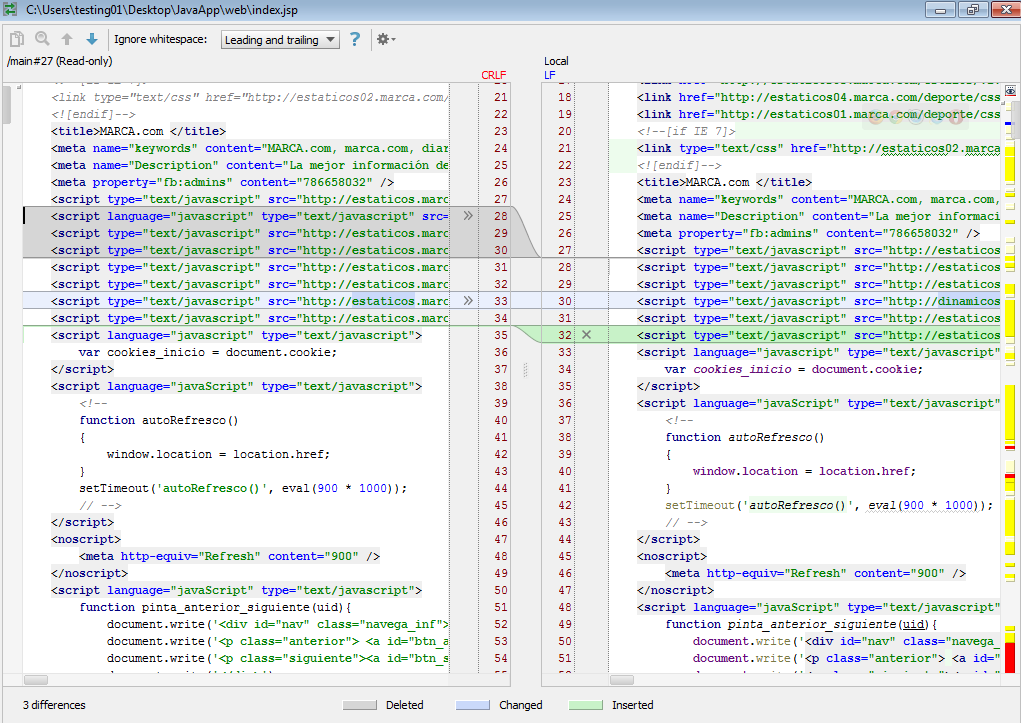 C:\Users\testing01\Desktop\JavaApp\web\index.jsp
Ignore whitespace: Leading and trailing
/main#27 (Read-only)
CRLF
<link type="text/css" href="http://estaticos02.marca.com/ 21
<![endif]--> 22
<title>MARCA.com </title> 23
<meta name="keywords" content="MARCA.com, marca.com, diar 24
<meta name="Description" content="La mejor información de 25
<meta property="fb:admins" content="786658032" /> 26
<script type="text/javascript" src="http://estaticos.marc 27
<script language="javascript" type="text/javascript" src= » 28
<script type="text/javascript" src="http://estaticos.marc 29
<script type="text/javascript" src="http://estaticos.marc 30
<script type="text/javascript" src="http://estaticos.marc 31
<script type="text/javascript" src="http://estaticos.marc 32
<script type="text/javascript" src="http://estaticos.marc » 33
<script type="text/javascript" src="http://estaticos.marc 34
<script language="javaScript" type="text/javascript"> 35
var cookies_inicio = document.cookie; 36
</script> 37
<script language="javaScript" type="text/javascript"> 38
<!-- 39
function autoRefresco() 40
{ 41
window.location = location.href; 42
} 43
setTimeout('autoRefresco()', eval(900 * 1000)); 44
// --> 45
</script> 46
<noscript> 47
<meta http-equiv="Refresh" content="900" /> 48
</noscript> 49
<script language="javaScript" type="text/javascript"> 50
function pinta_anterior_siguiente(uid){ 51
document.write('<div id="nav" class="navega_inf"> 52
document.write('<p class="anterior"> <a id="btn_a 53
document.write('<p class="siguiente"><a id="btn_s 54
Local
LF
18 <link href="http://estaticos04.marca.com/deporte/css
19 <link href="http://estaticos01.marca.com/deporte/css
20 <!--[if IE 7]>
21 <link type="text/css" href="http://estaticos02.marca
22 <![endif]-->
23 <title>MARCA.com </title>
24 <meta name="keywords" content="MARCA.com, marca.com,
25 <meta name="Description" content="La mejor informaci
26 <meta property="fb:admins" content="786658032" />
27 <script type="text/javascript" src="http://estaticos
28 <script type="text/javascript" src="http://estaticos
29 <script type="text/javascript" src="http://estaticos
30 <script type="text/javascript" src="http://dinamicos
31 <script type="text/javascript" src="http://estaticos
32 <script type="text/javascript" src="http://estaticos
33 <script language="javaScript" type="text/javascript"
34 var cookies_inicio = document.cookie;
35 </script>
36 <script language="javaScript" type="text/javascript"
37 <!--
38 function autoRefresco()
39 {
40 window.location = location.href;
41 }
42 setTimeout('autoRefresco()', eval(900 * 1000));
43 // -->
44 </script>
45 <noscript>
46 <meta http-equiv="Refresh" content="900" />
47 </noscript>
48 <script language="javaScript" type="text/javascript"
49 function pinta_anterior_siguiente(uid){
50 document.write('<div id="nav" class="navega_
51 document.write('<p class="anterior"> <a id="
3 differences Deleted Changed Inserted